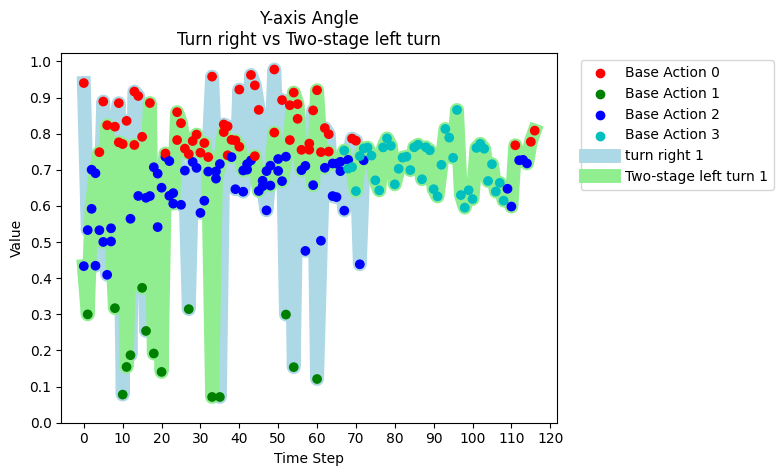 Y-axis Angle
Turn right vs Two-stage left turn
1.0
0.9
0.8
0.7
0.6
0.5
0.4
0.3
0.2
0.1
0.0
Value
0 10 20 30 40 50 60 70 80 90 100 110 120
Time Step
Base Action 0
Base Action 1
Base Action 2
Base Action 3
turn right 1
Two-stage left turn 1